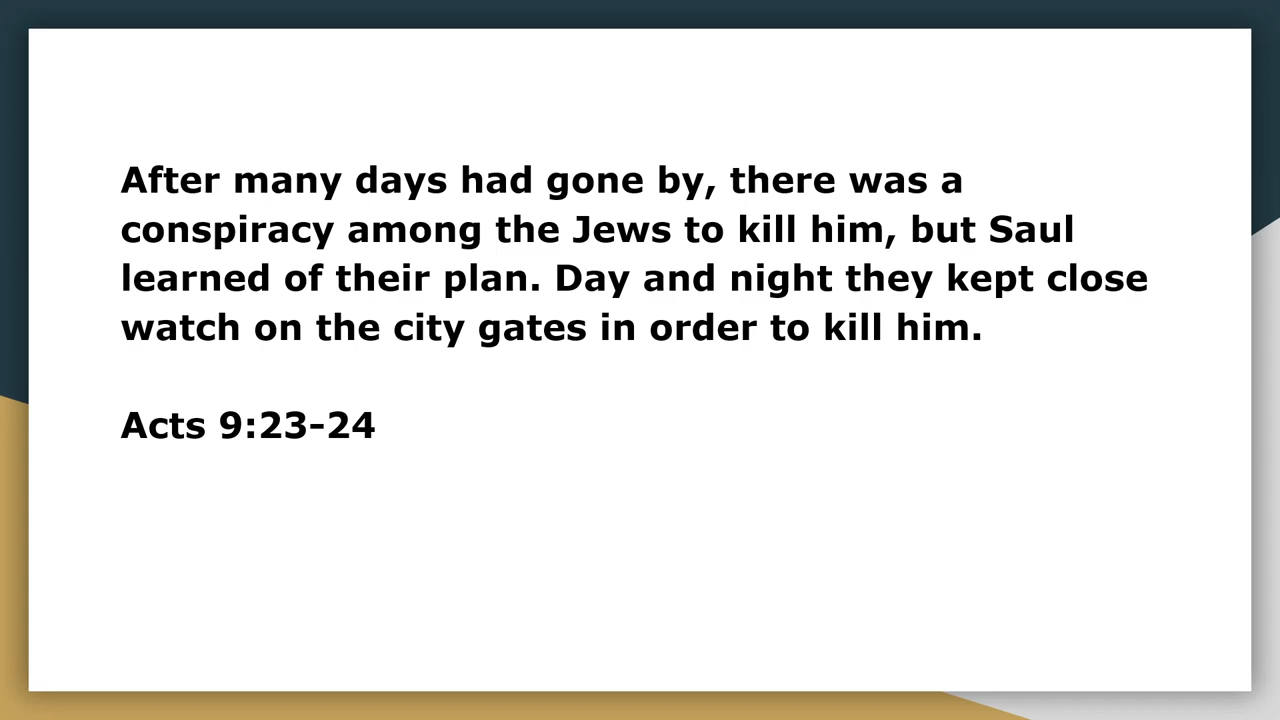 After many days had gone by, there was a
conspiracy among the Jews to kill him, but Saul
learned of their plan. Day and night they kept close
watch on the city gates in order to kill him.
Acts 9:23-24